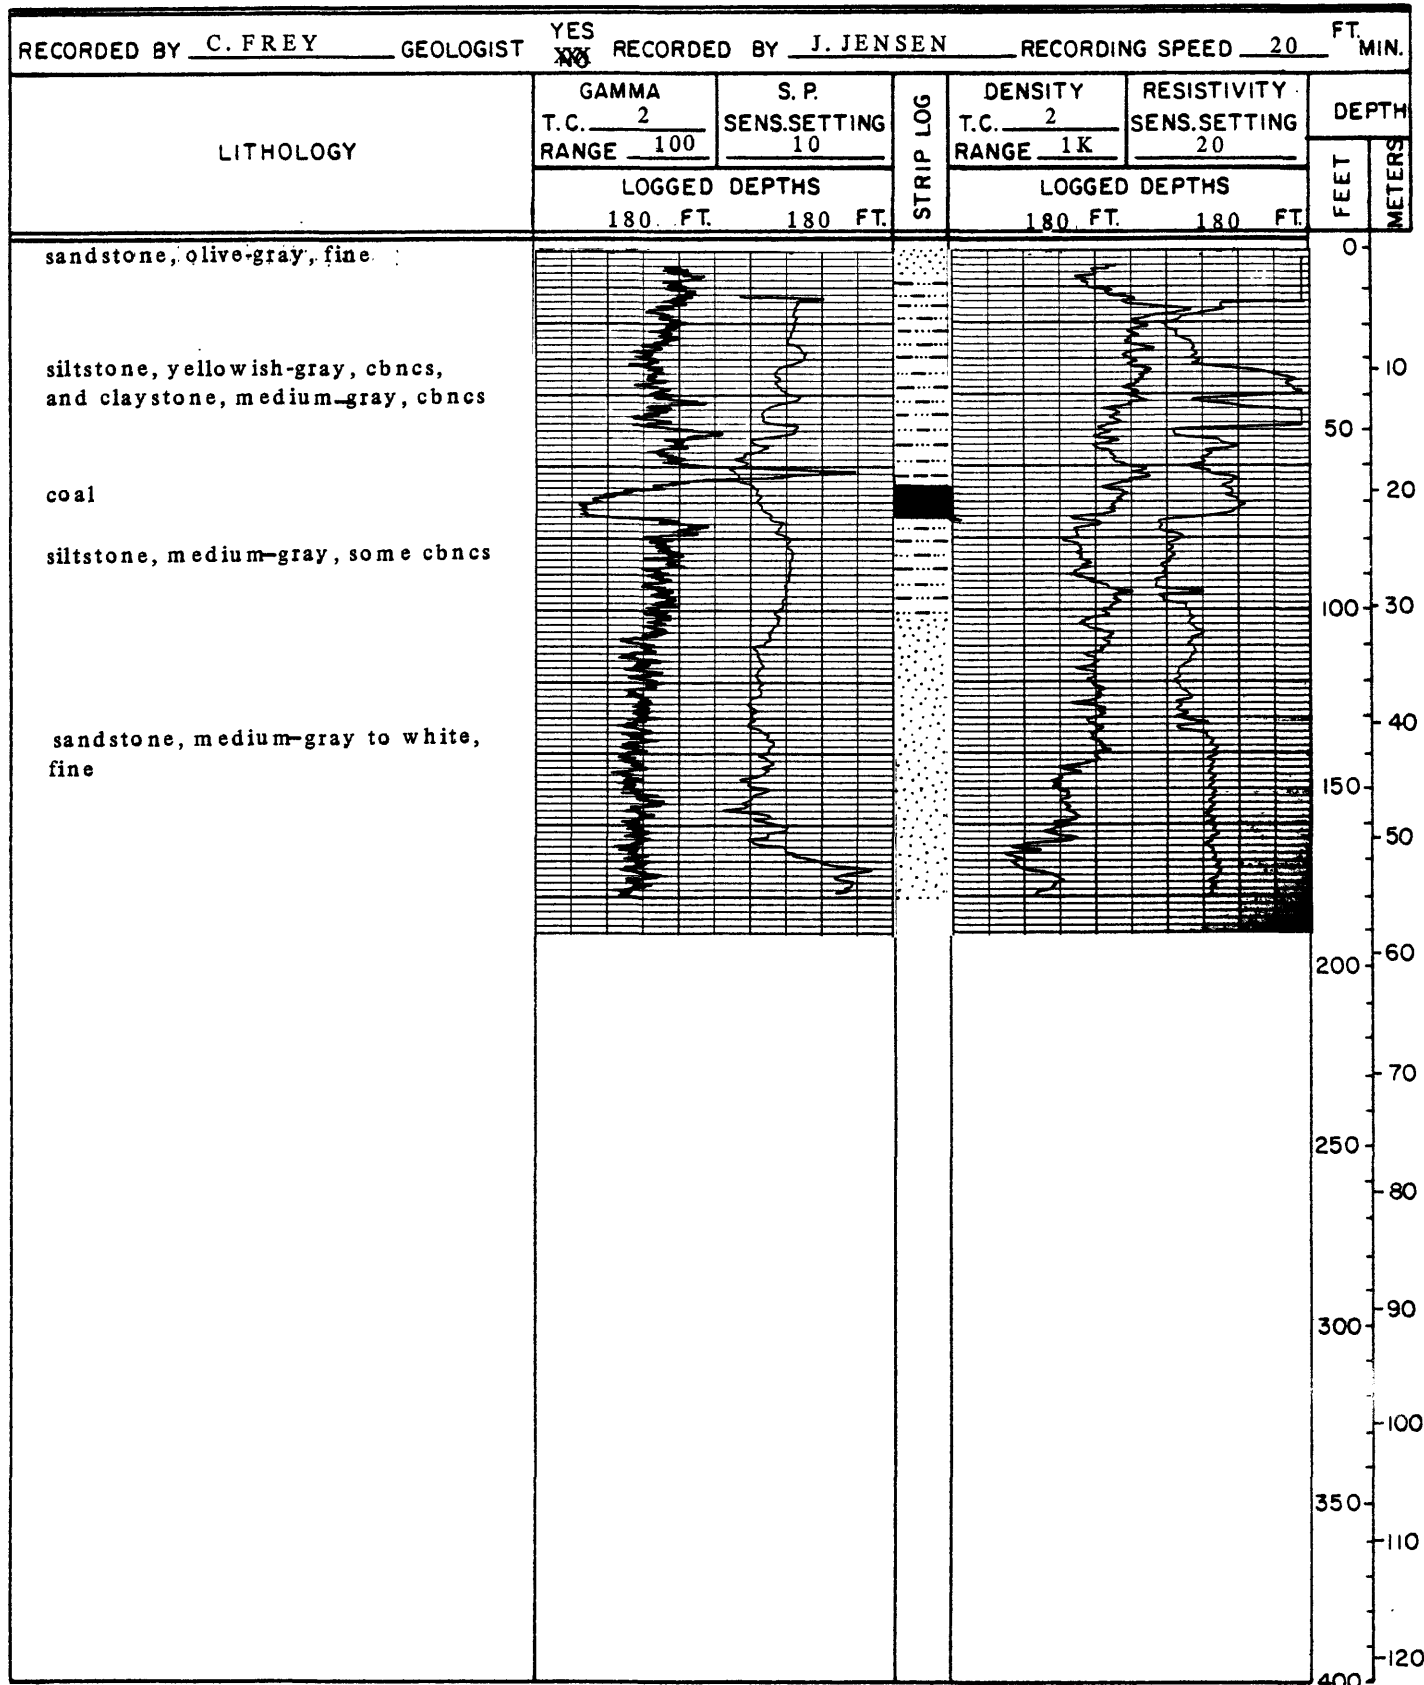 YES
RECORDED BY C. FREY GEOLOGIST NO RECORDED BY J. JENSEN RECORDING SPEED 20 FT. MIN.
LITHOLOGY
GAMMA
T.C. 2
RANGE 100
S. P.
SENS. SETTING
10
LOGGED DEPTHS
180 FT. 180 FT.
STRIP LOG
DENSITY
T.C. 2
RANGE 1K
RESISTIVITY
SENS. SETTING
20
LOGGED DEPTHS
180 FT. 180 FT.
DEPTH
FEET
METERS
sandstone, olive-gray, fine
siltstone, yellowish-gray, cbncs,
and claystone, medium-gray, cbncs
coal
siltstone, medium-gray, some cbncs
sandstone, medium-gray to white,
fine
0
10
50
20
100 30
40
150
50
60
200
70
250
80
90
300
100
350
110
120
400